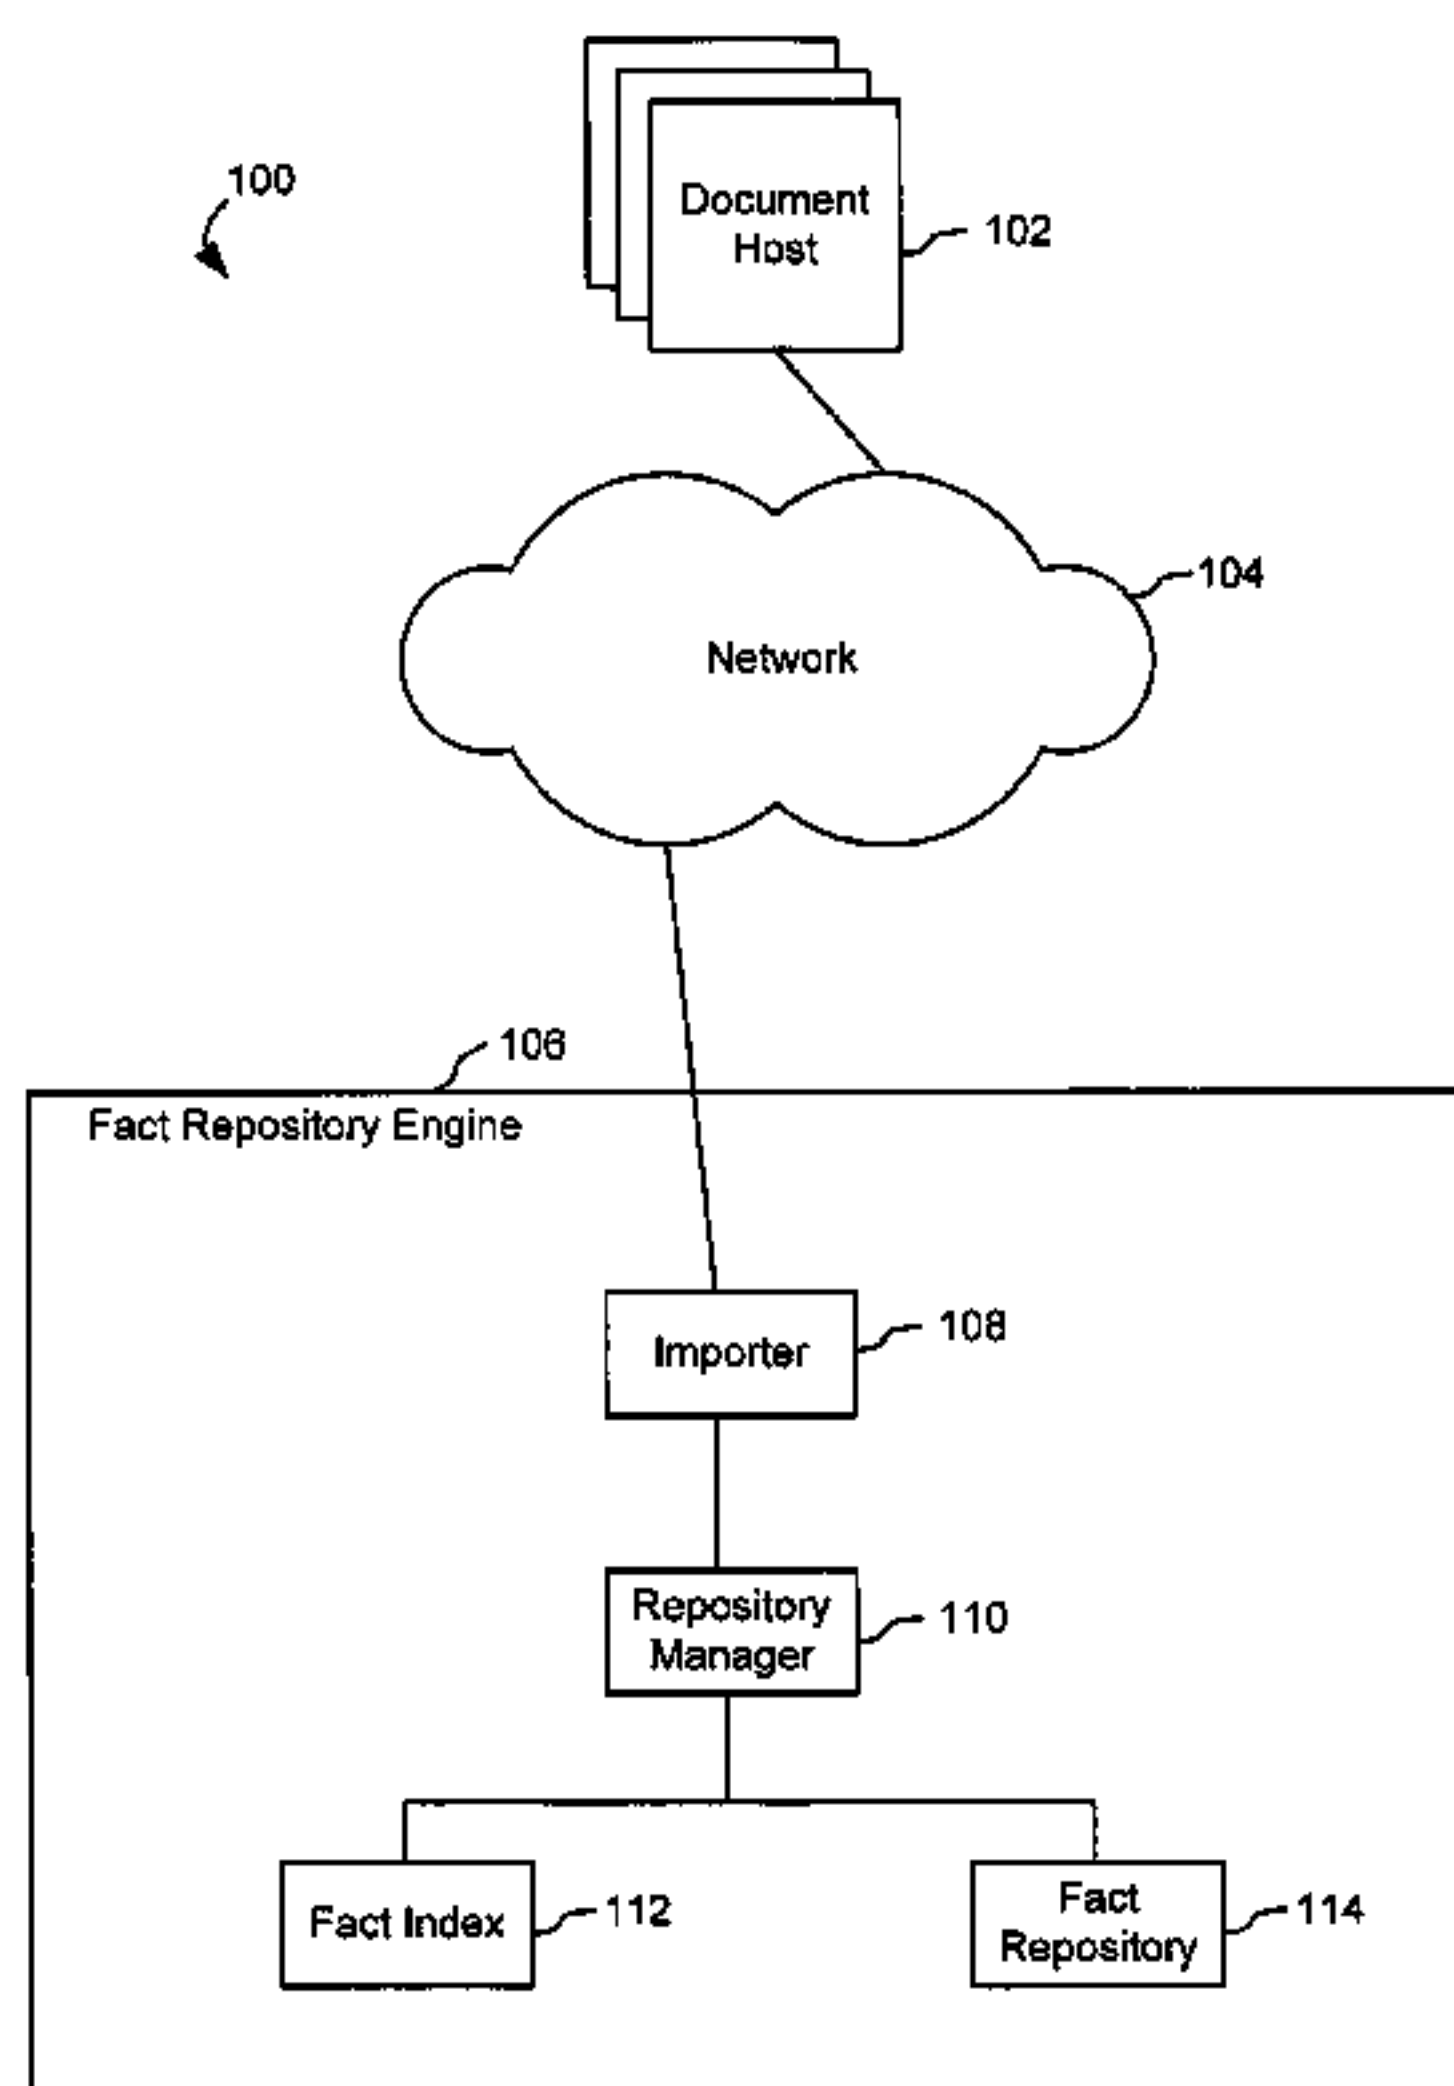 100
Document
Host
102
104
Network
106
Fact Repository Engine
Importer
108
Repository
Manager
110
Fact Index
112
Fact
Repository
114